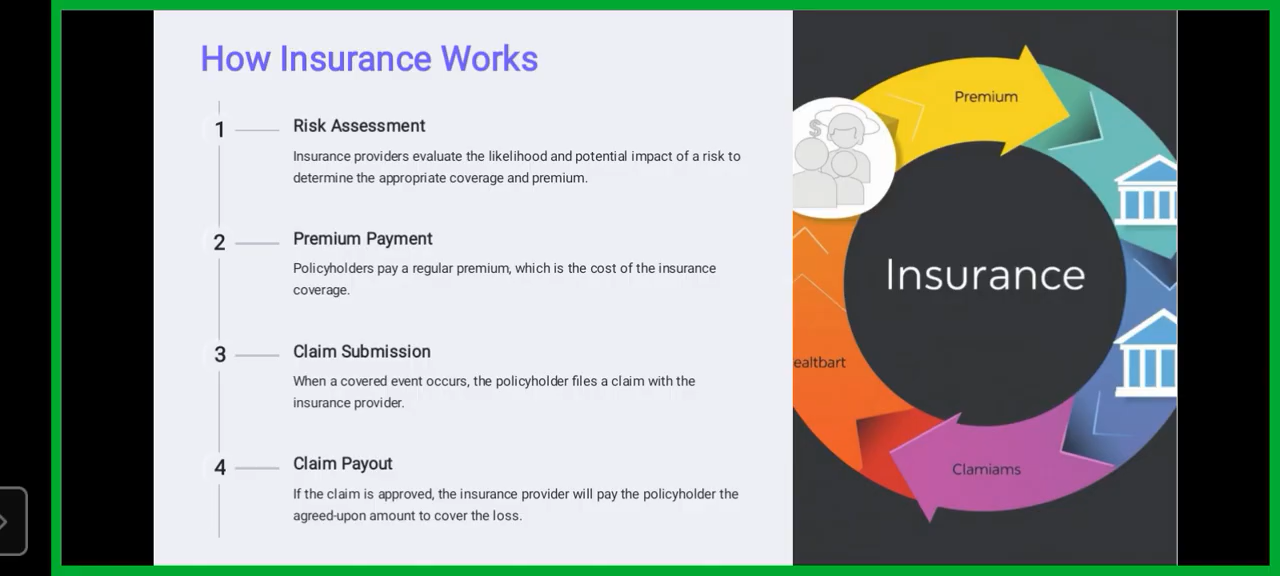 How Insurance Works
1
Risk Assessment
Insurance providers evaluate the likelihood and potential impact of a risk to
determine the appropriate coverage and premium.
2
Premium Payment
Policyholders pay a regular premium, which is the cost of the insurance
coverage.
3
Claim Submission
When a covered event occurs, the policyholder files a claim with the
insurance provider.
4
Claim Payout
If the claim is approved, the insurance provider will pay the policyholder the
agreed-upon amount to cover the loss.
Premium
$
Insurance
ealtbart
Clamiams